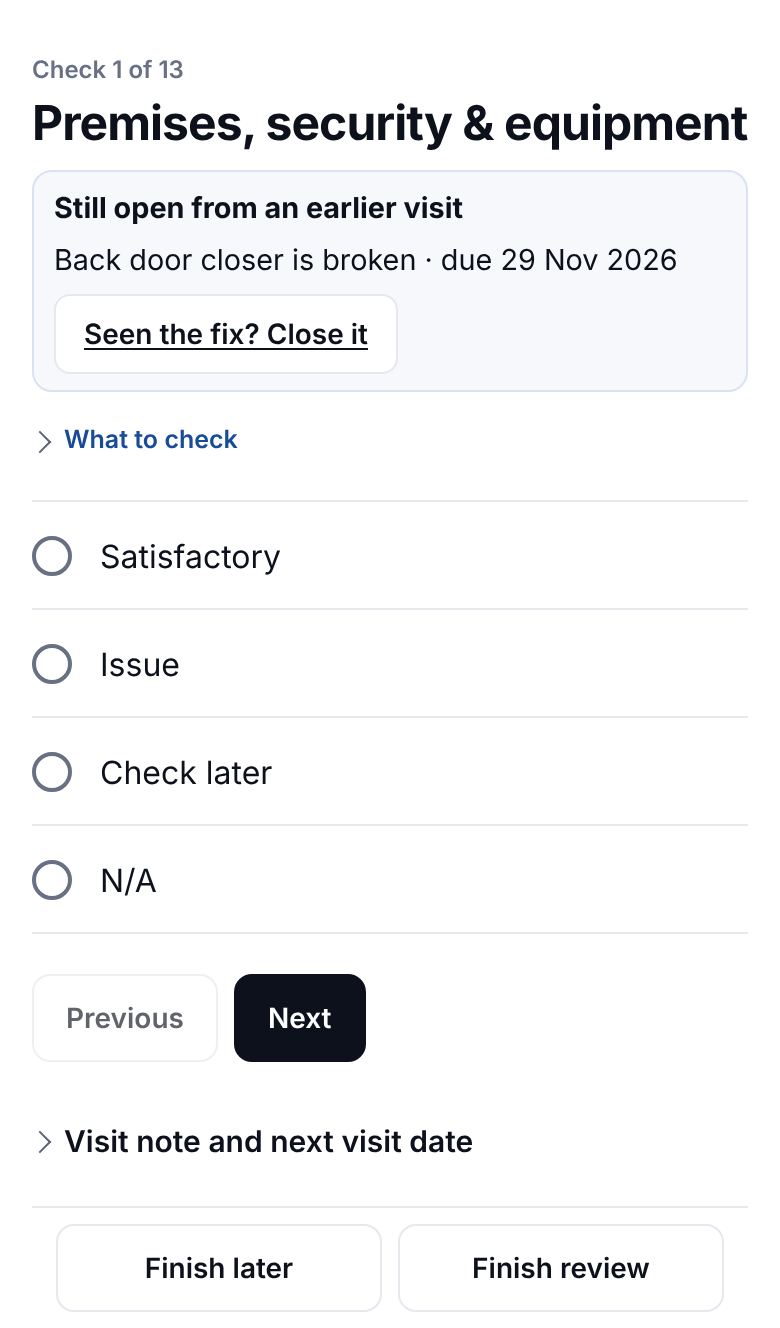 Check 1 of 13
Premises, security & equipment
Still open from an earlier visit
Back door closer is broken · due 29 Nov 2026
Seen the fix? Close it
What to check
Satisfactory
Issue
Check later
N/A
Previous
Next
Visit note and next visit date
Finish later
Finish review